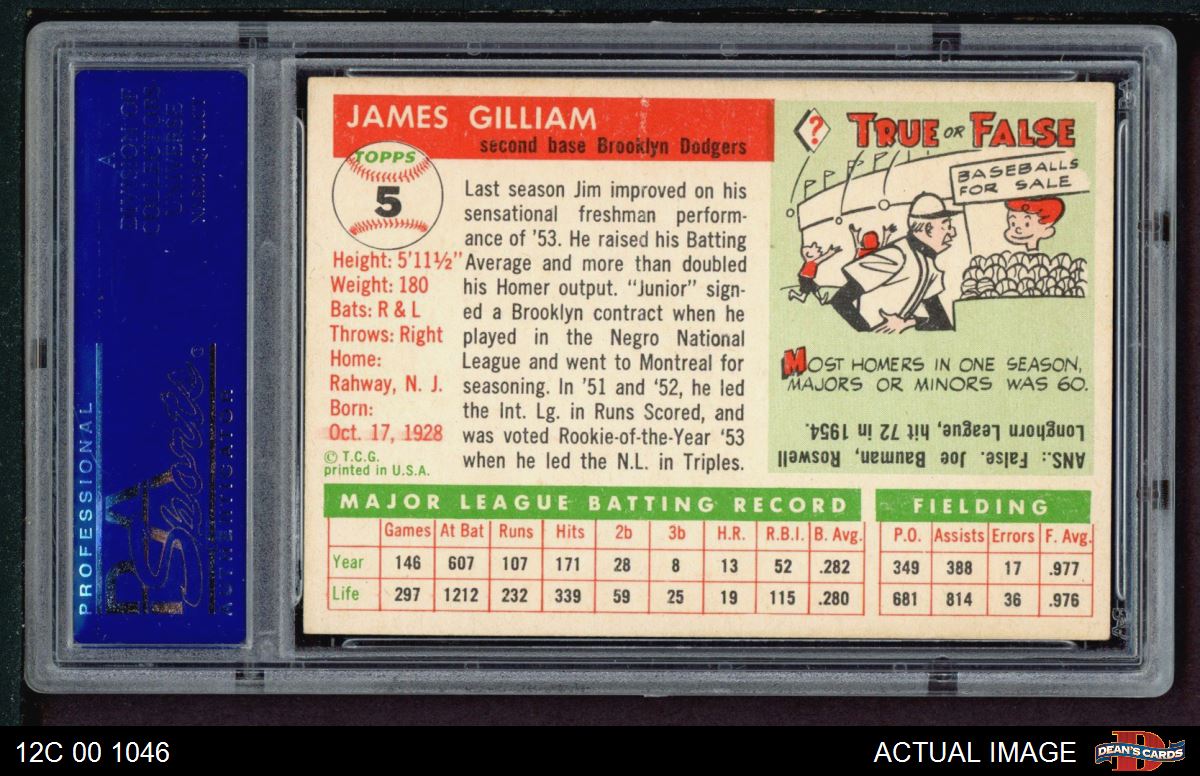 A
DIVISION OF
COLLECTORS
UNIVERSE
PROFESSIONAL
PSA
Sports
AUTHENTICATOR
JAMES GILLIAM
second base Brooklyn Dodgers
TOPPS
5
Height: 5'11½"
Weight: 180
Bats: R & L
Throws: Right
Home:
Rahway, N. J.
Born:
Oct. 17, 1928
© T.C.G.
printed in U.S.A.
Last season Jim improved on his
sensational freshman perform-
ance of '53. He raised his Batting
Average and more than doubled
his Homer output. "Junior" sign-
ed a Brooklyn contract when he
played in the Negro National
League and went to Montreal for
seasoning. In '51 and '52, he led
the Int. Lg. in Runs Scored, and
was voted Rookie-of-the-Year '53
when he led the N.L. in Triples.
?
TRUE OR FALSE
BASEBALLS
FOR SALE
MOST HOMERS IN ONE SEASON,
MAJORS OR MINORS WAS 60.
ANS.: False. Joe Bauman, Roswell
Longhorn League, hit 72 in 1954.
MAJOR LEAGUE BATTING RECORD FIELDING
Games At Bat Runs Hits 2b 3b H.R. R.B.I. B. Avg. P.O. Assists Errors F. Avg.
Year 146 607 107 171 28 8 13 52 .282 349 388 17 .977
Life 297 1212 232 339 59 25 19 115 .280 681 814 36 .976
12C 00 1046
ACTUAL IMAGE
DEAN'S CARDS